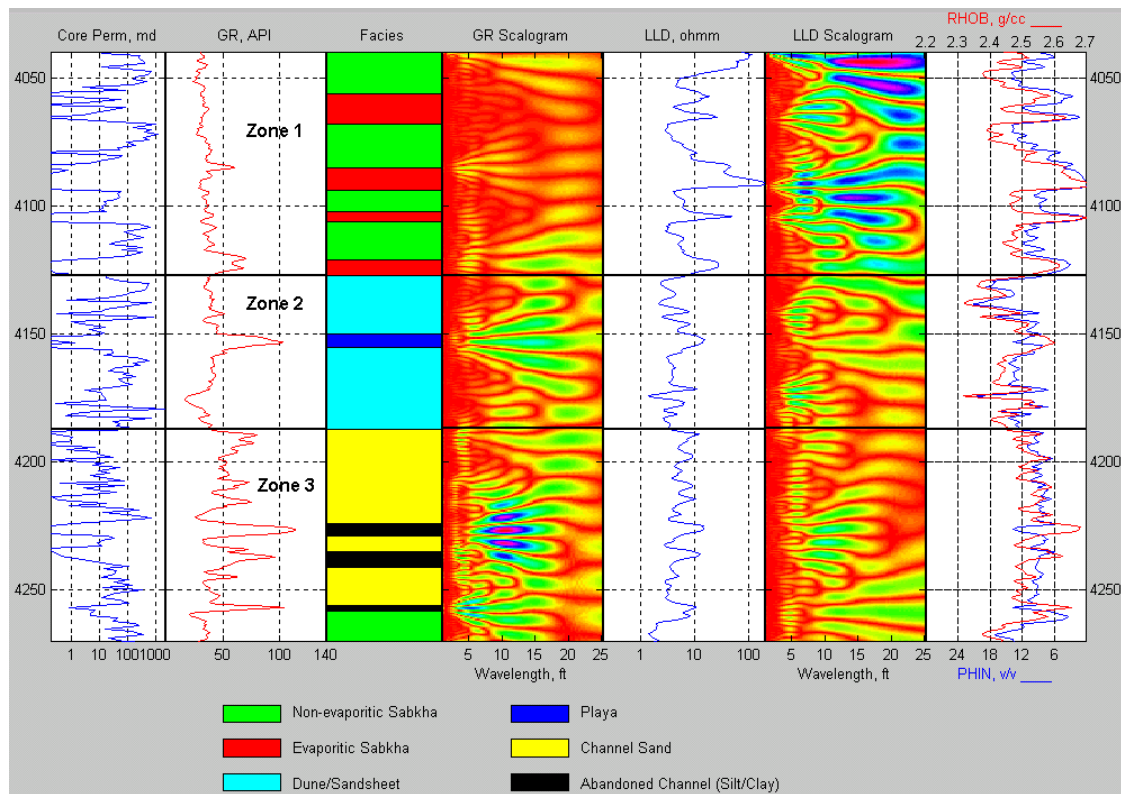 RHOB, g/cc ____
Core Perm, md GR, API Facies GR Scalogram LLD, ohmm LLD Scalogram 2.2 2.3 2.4 2.5 2.6 2.7
4050 4050
Zone 1
4100 4100
Zone 2
4150 4150
4200 4200
Zone 3
4250 4250
1 10 100 1000 50 100 140 5 10 15 20 25 1 10 100 5 10 15 20 25 24 18 12 6
Wavelength, ft Wavelength, ft PHIN, v/v ____
Non-evaporitic Sabkha Playa
Evaporitic Sabkha Channel Sand
Dune/Sandsheet Abandoned Channel (Silt/Clay)